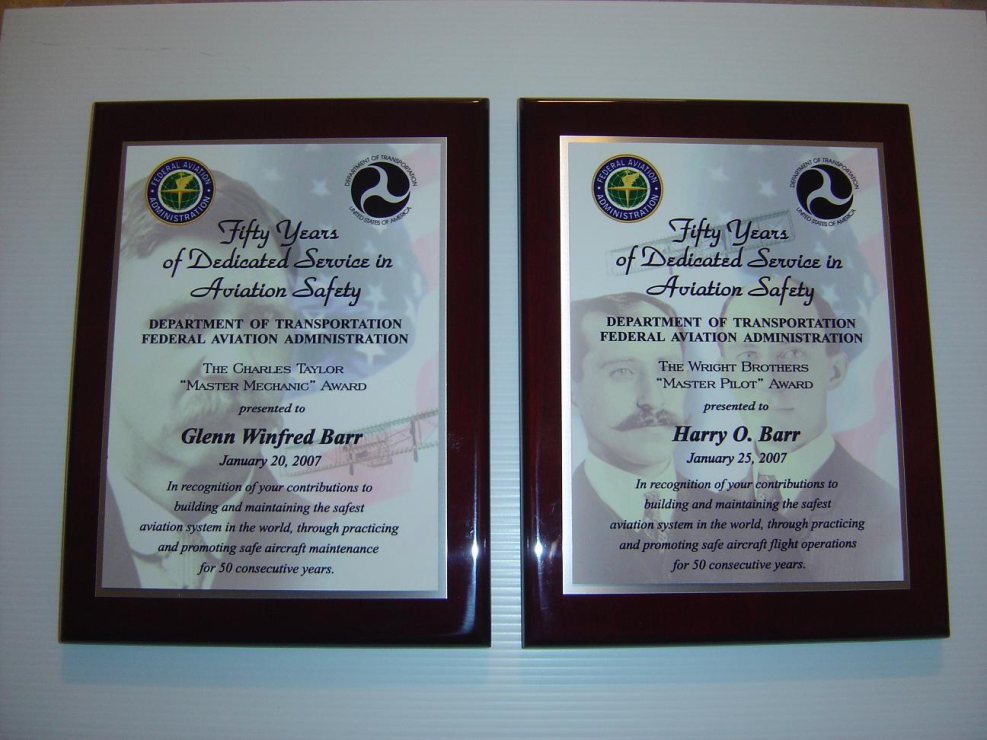 FEDERAL AVIATION
ADMINISTRATION
DEPARTMENT OF TRANSPORTATION
UNITED STATES OF AMERICA
Fifty Years
of Dedicated Service in
Aviation Safety
DEPARTMENT OF TRANSPORTATION
FEDERAL AVIATION ADMINISTRATION
THE CHARLES TAYLOR
"MASTER MECHANIC" AWARD
presented to
Glenn Winfred Barr
January 20, 2007
In recognition of your contributions to
building and maintaining the safest
aviation system in the world, through practicing
and promoting safe aircraft maintenance
for 50 consecutive years.
FEDERAL AVIATION
ADMINISTRATION
DEPARTMENT OF TRANSPORTATION
UNITED STATES OF AMERICA
Fifty Years
of Dedicated Service in
Aviation Safety
DEPARTMENT OF TRANSPORTATION
FEDERAL AVIATION ADMINISTRATION
THE WRIGHT BROTHERS
"MASTER PILOT" AWARD
presented to
Harry O. Barr
January 25, 2007
In recognition of your contributions to
building and maintaining the safest
aviation system in the world, through practicing
and promoting safe aircraft flight operations
for 50 consecutive years.